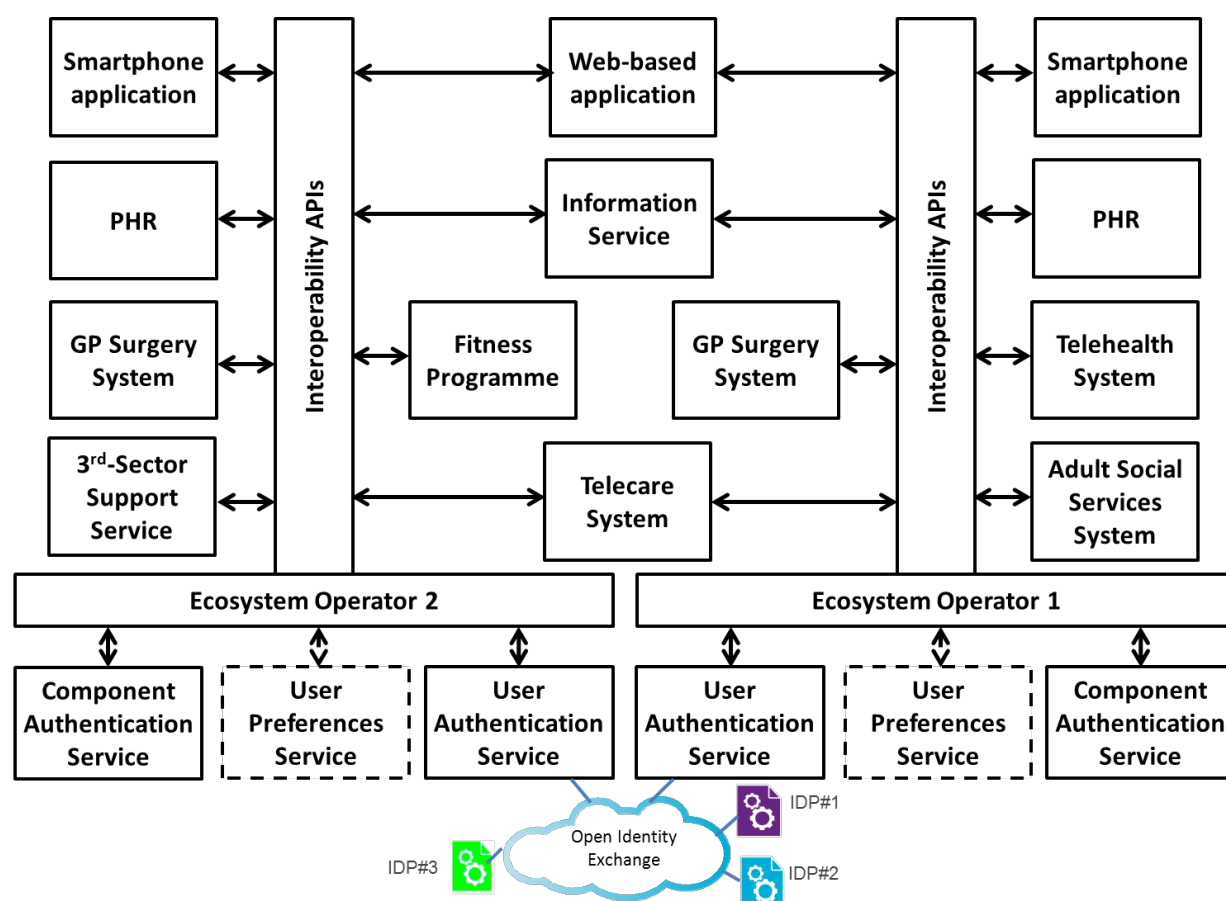 Smartphone
application
Web-based
application
Smartphone
application
Interoperability APIs
Interoperability APIs
PHR
Information
Service
PHR
GP Surgery
System
Fitness
Programme
GP Surgery
System
Telehealth
System
3rd-Sector
Support
Service
Telecare
System
Adult Social
Services
System
Ecosystem Operator 2
Ecosystem Operator 1
Component
Authentication
Service
User
Preferences
Service
User
Authentication
Service
User
Authentication
Service
User
Preferences
Service
Component
Authentication
Service
Open Identity
Exchange
IDP#1
IDP#3
IDP#2